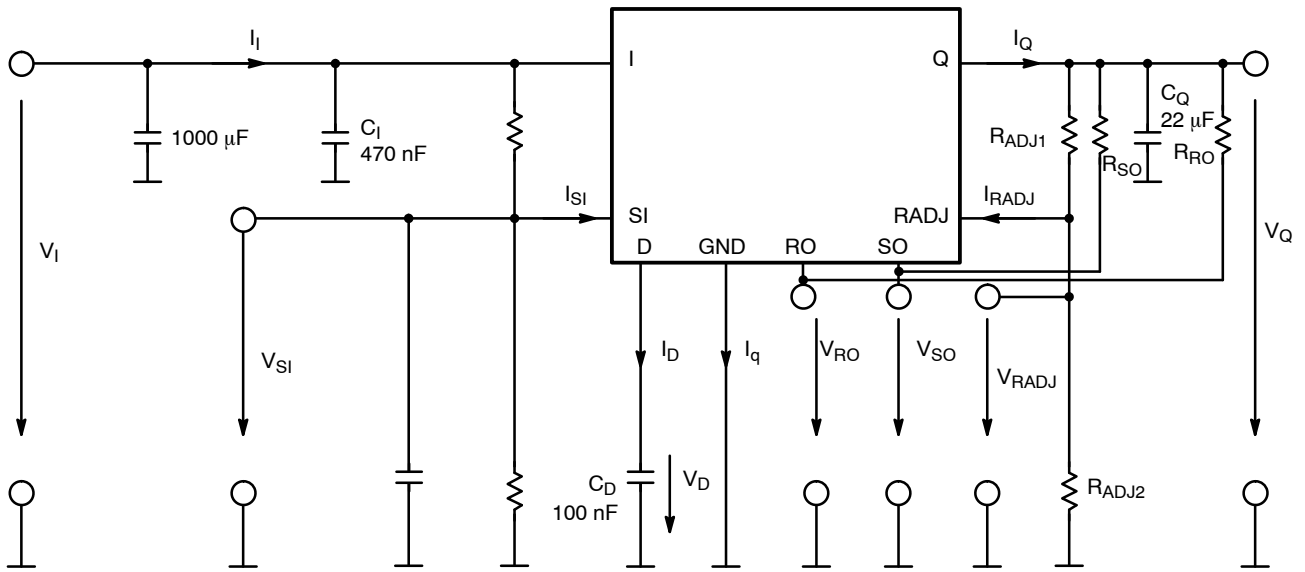 I_I
I
Q
I_Q
1000 μF
C_I
470 nF
R_ADJ1
R_SO
C_Q
22 μF
R_RO
I_SI
SI
RADJ
I_RADJ
D
GND
RO
SO
V_I
V_Q
V_SI
I_D
I_q
V_RO
V_SO
V_RADJ
C_D
100 nF
V_D
R_ADJ2